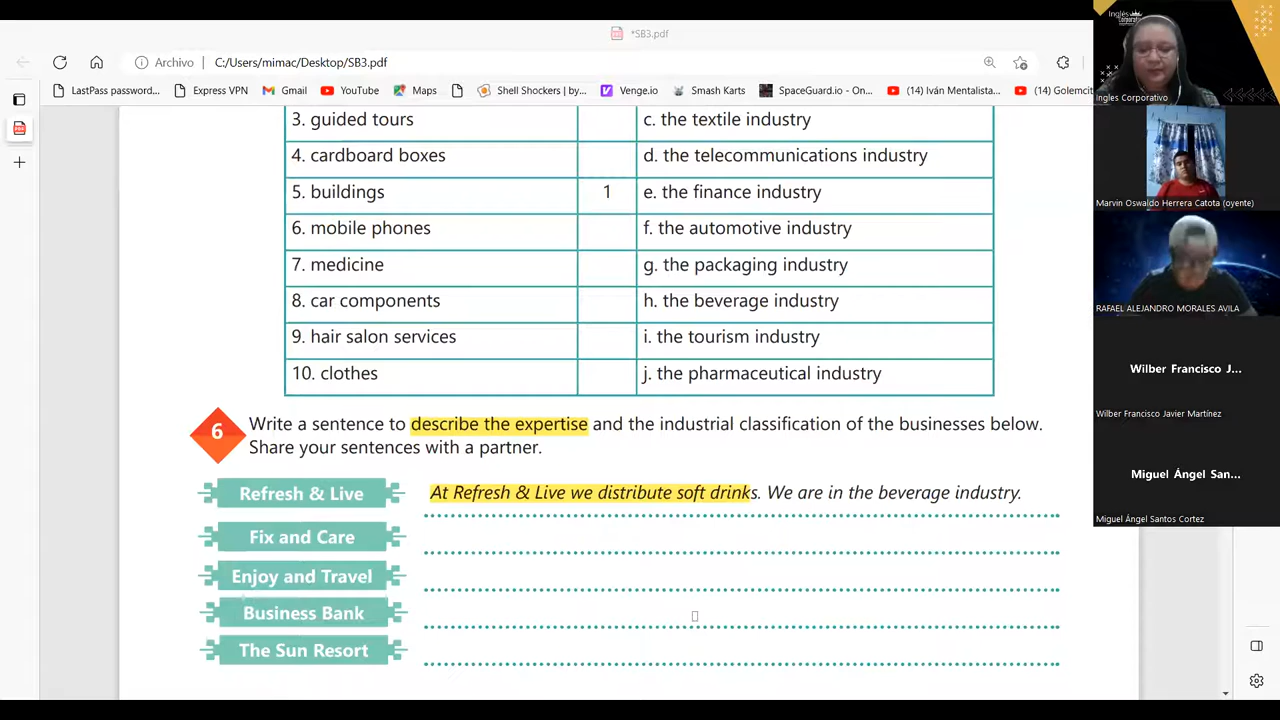 *SB3.pdf
Archivo C:/Users/mimac/Desktop/SB3.pdf
LastPass password... Express VPN Gmail YouTube Maps Shell Shockers | by... Venge.io Smash Karts SpaceGuard.io - On... (14) Iván Mentalista... (14) Golemcit
3. guided tours c. the textile industry
4. cardboard boxes d. the telecommunications industry
5. buildings 1 e. the finance industry
6. mobile phones f. the automotive industry
7. medicine g. the packaging industry
8. car components h. the beverage industry
9. hair salon services i. the tourism industry
10. clothes j. the pharmaceutical industry
6 Write a sentence to describe the expertise and the industrial classification of the businesses below.
Share your sentences with a partner.
Refresh & Live At Refresh & Live we distribute soft drinks. We are in the beverage industry.
Fix and Care
Enjoy and Travel
Business Bank
The Sun Resort
Inglés
Corporativo
Ingles Corporativo
Marvin Oswaldo Herrera Catota (oyente)
RAFAEL ALEJANDRO MORALES AVILA
Wilber Francisco J...
Wilber Francisco Javier Martínez
Miguel Ángel San...
Miguel Ángel Santos Cortez